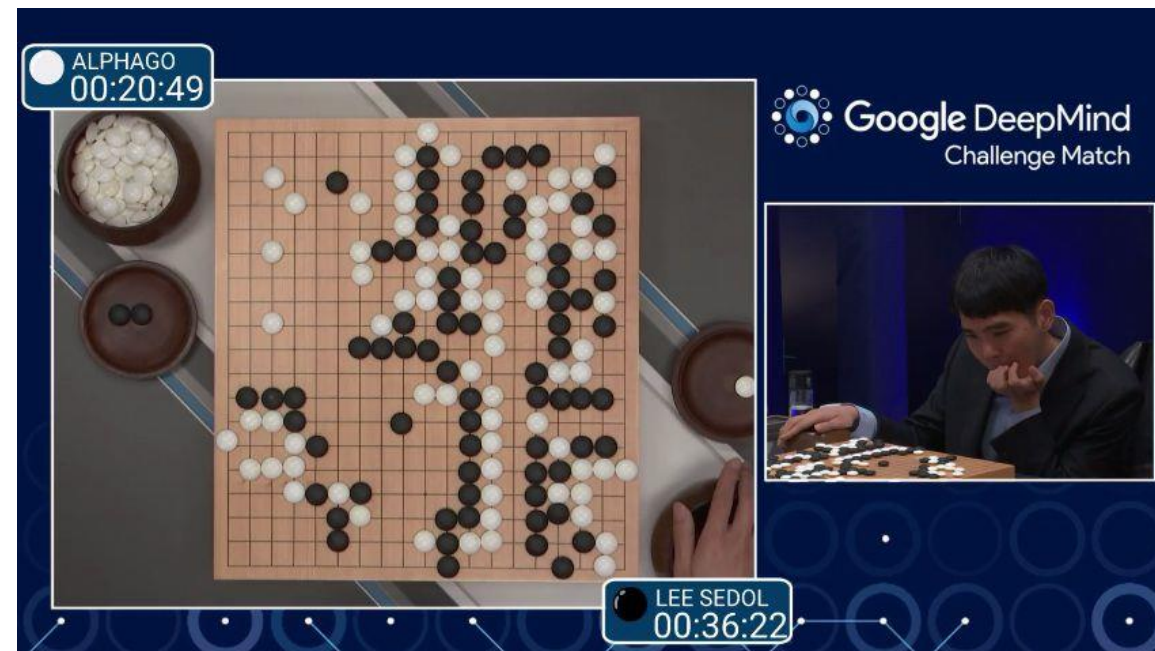 ALPHAGO
00:20:49
Google DeepMind
Challenge Match
LEE SEDOL
00:36:22